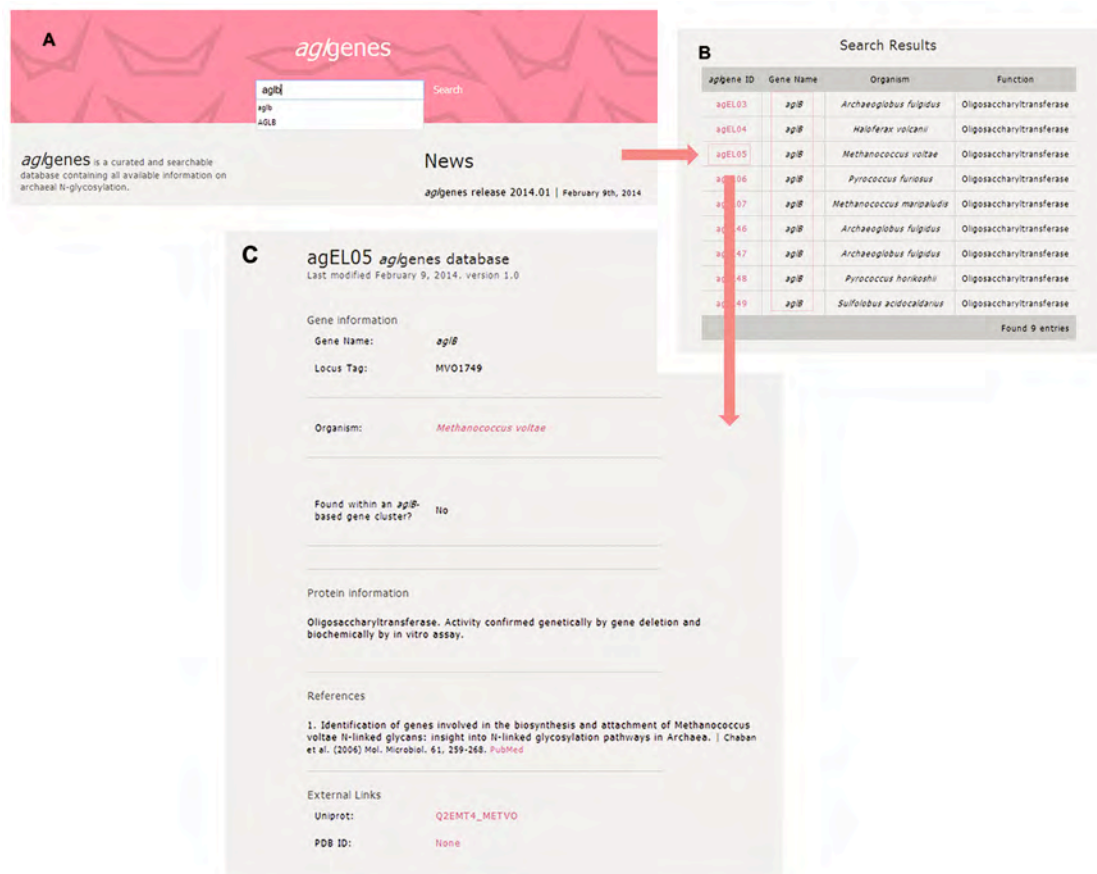 A
aglgenes
aglb
Search
aglb
AGLB
aglgenes is a curated and searchable
database containing all available information on
archaeal N-glycosylation.
News
aglgenes release 2014.01 | February 9th, 2014
B
Search Results
aglgene ID Gene Name Organism Function
agEL03 aglB Archaeoglobus fulgidus Oligosaccharyltransferase
agEL04 aglB Haloferax volcanii Oligosaccharyltransferase
agEL05 aglB Methanococcus voltae Oligosaccharyltransferase
06 aglB Pyrococcus furiosus Oligosaccharyltransferase
07 aglB Methanococcus maripaludis Oligosaccharyltransferase
46 aglB Archaeoglobus fulgidus Oligosaccharyltransferase
47 aglB Archaeoglobus fulgidus Oligosaccharyltransferase
48 aglB Pyrococcus horikoshii Oligosaccharyltransferase
49 aglB Sulfolobus acidocaldarius Oligosaccharyltransferase
Found 9 entries
C
agEL05 aglgenes database
Last modified February 9, 2014. version 1.0
Gene information
Gene Name: aglB
Locus Tag: MVO1749
Organism: Methanococcus voltae
Found within an aglB-
based gene cluster? No
Protein information
Oligosaccharyltransferase. Activity confirmed genetically by gene deletion and
biochemically by in vitro assay.
References
1. Identification of genes involved in the biosynthesis and attachment of Methanococcus
voltae N-linked glycans: insight into N-linked glycosylation pathways in Archaea. | Chaban
et al. (2006) Mol. Microbiol. 61, 259-268. PubMed
External Links
Uniprot: Q2EMT4_METVO
PDB ID: None